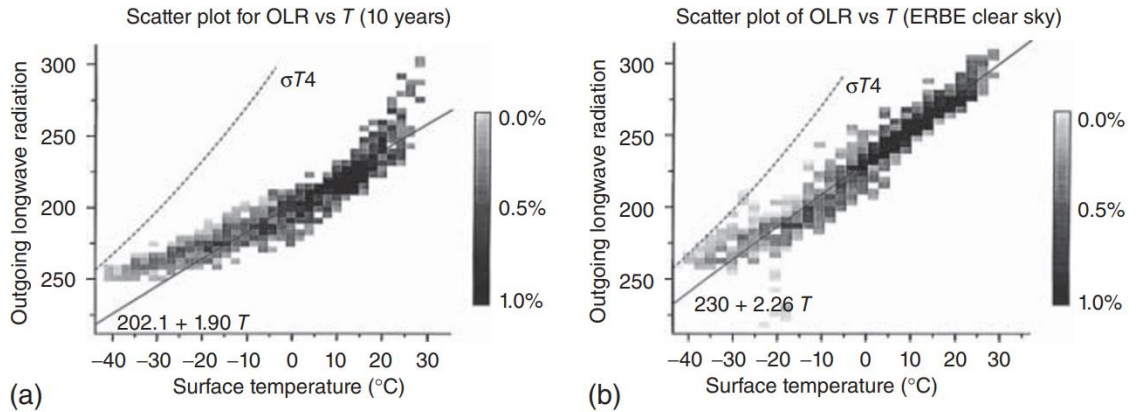 Scatter plot for OLR vs T (10 years)
Outgoing longwave radiation
300
250
200
250
σT4
202.1 + 1.90 T
–40 –30 –20 –10 0 10 20 30
Surface temperature (°C)
0.0%
0.5%
1.0%
(a)
Scatter plot of OLR vs T (ERBE clear sky)
Outgoing longwave radiation
300
250
200
250
σT4
230 + 2.26 T
–40 –30 –20 –10 0 10 20 30
Surface temperature (°C)
0.0%
0.5%
1.0%
(b)